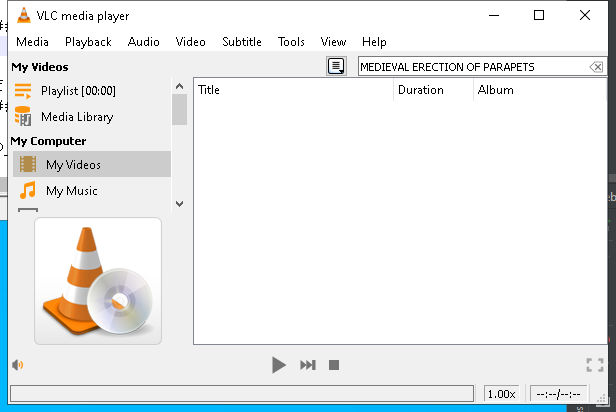 VLC media player
Media Playback Audio Video Subtitle Tools View Help
My Videos
MEDIEVAL ERECTION OF PARAPETS
Playlist [00:00]
Media Library
My Computer
My Videos
My Music
Title Duration Album
1.00x
--:--/--:--